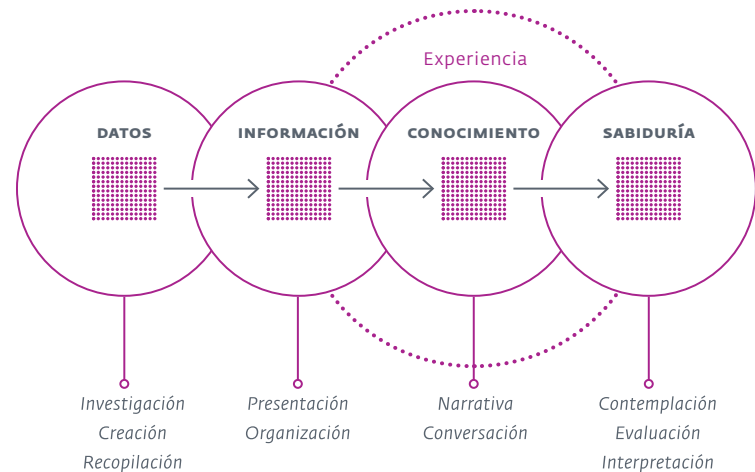 Experiencia
DATOS
INFORMACIÓN
CONOCIMIENTO
SABIDURÍA
Investigación
Creación
Recopilación
Presentación
Organización
Narrativa
Conversación
Contemplación
Evaluación
Interpretación